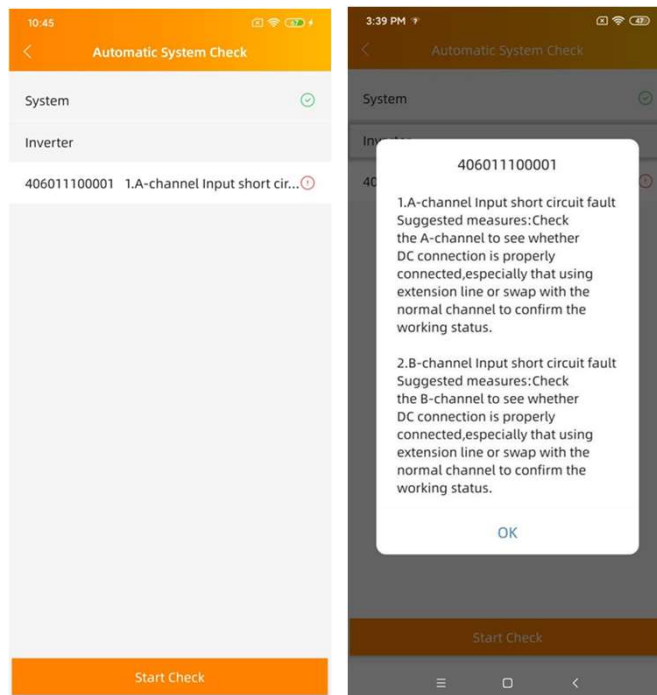 10:45
57
Automatic System Check
System
Inverter
406011100001 1.A-channel Input short cir...
Start Check
3:39 PM
47
Automatic System Check
System
Inv
40
406011100001
1.A-channel Input short circuit fault
Suggested measures:Check
the A-channel to see whether
DC connection is properly
connected,especially that using
extension line or swap with the
normal channel to confirm the
working status.
2.B-channel Input short circuit fault
Suggested measures:Check
the B-channel to see whether
DC connection is properly
connected,especially that using
extension line or swap with the
normal channel to confirm the
working status.
OK
Start Check